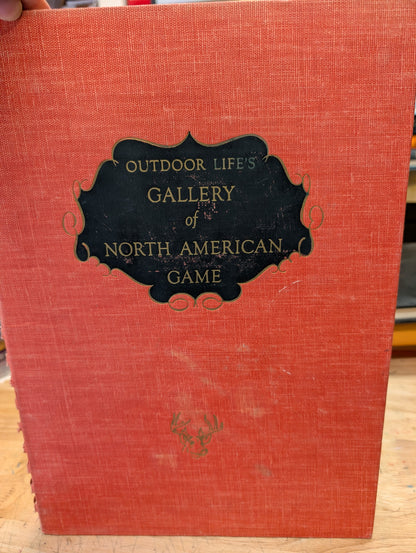 OUTDOOR LIFE'S
GALLERY
of
NORTH AMERICAN
GAME